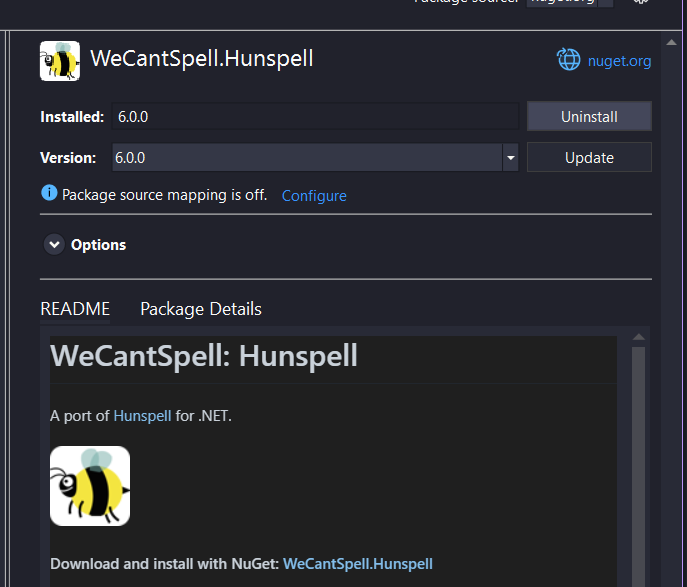 Package source: nuget.org
WeCantSpell.Hunspell
nuget.org
Installed: 6.0.0 Uninstall
Version: 6.0.0 Update
Package source mapping is off. Configure
Options
README Package Details
WeCantSpell: Hunspell
A port of Hunspell for .NET.
Download and install with NuGet: WeCantSpell.Hunspell